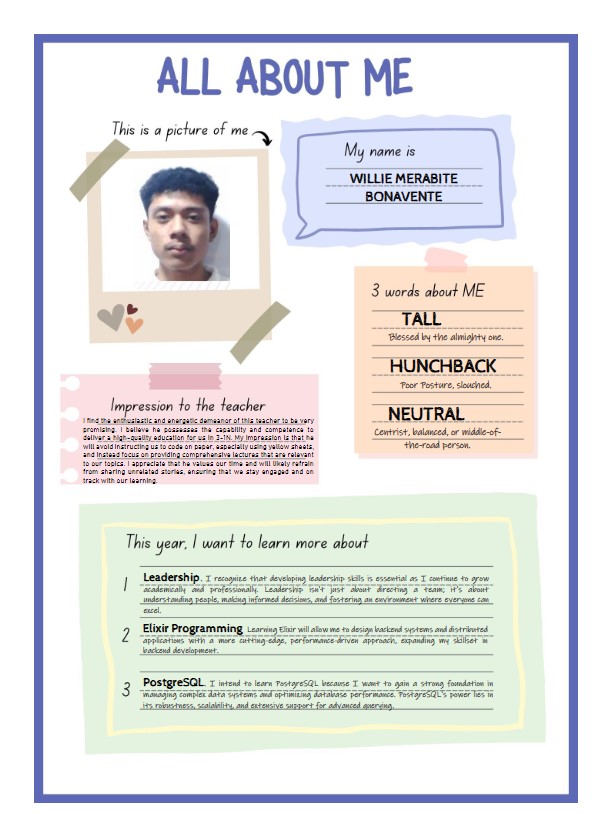 ALL ABOUT ME
This is a picture of me
My name is
WILLIE MERABITE
BONAVENTE
3 words about ME
TALL
Blessed by the almighty one.
HUNCHBACK
Poor Posture, slouched.
NEUTRAL
Centrist, balanced, or middle-of-
the-road person.
Impression to the teacher
I find the enthusiastic and energetic demeanor of this teacher to be very
promising. I believe he possesses the capability and competence to
deliver a high-quality education for us in 3-1N. My impression is that he
will avoid instructing us to code on paper, especially using yellow sheets,
and instead focus on providing comprehensive lectures that are relevant
to our topics. I appreciate that he values our time and will likely refrain
from sharing unrelated stories, ensuring that we stay engaged and on
track with our learning.
This year, I want to learn more about
1 Leadership. I recognize that developing leadership skills is essential as I continue to grow
academically and professionally. Leadership isn't just about directing a team; it's about
understanding people, making informed decisions, and fostering an environment where everyone can
excel.
2 Elixir Programming Learning Elixir will allow me to design backend systems and distributed
applications with a more cutting-edge, performance-driven approach, expanding my skillset in
backend development.
3 PostgreSQL. I intend to learn PostgreSQL because I want to gain a strong foundation in
managing complex data systems and optimizing database performance. PostgreSQL's power lies in
its robustness, scalability, and extensive support for advanced querying.